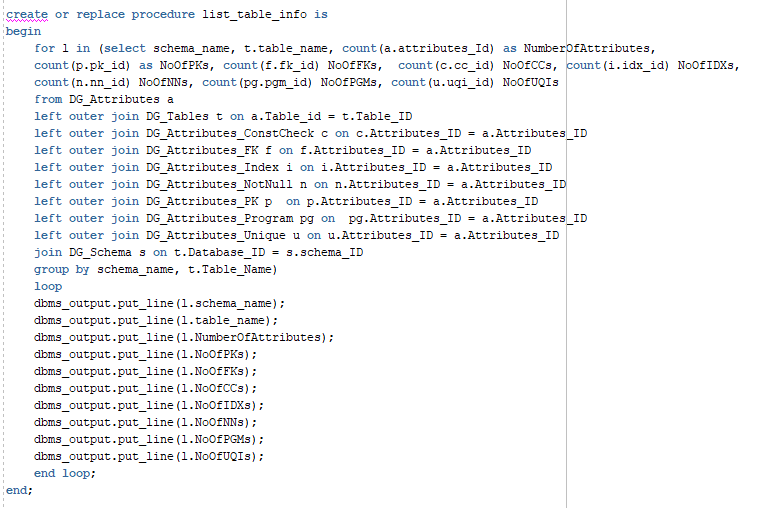 create or replace procedure list_table_info is
begin
for l in (select schema_name, t.table_name, count(a.attributes_Id) as NumberOfAttributes,
count(p.pk_id) as NoOfPKs, count(f.fk_id) NoOfFKs,  count(c.cc_id) NoOfCCs, count(i.idx_id) NoOfIDXs,
count(n.nn_id) NoOfNNs, count(pg.pgm_id) NoOfPGMs, count(u.uqi_id) NoOfUQIs
from DG_Attributes a
left outer join DG_Tables t on a.Table_id = t.Table_ID
left outer join DG_Attributes_ConstCheck c on c.Attributes_ID = a.Attributes_ID
left outer join DG_Attributes_FK f on f.Attributes_ID = a.Attributes_ID
left outer join DG_Attributes_Index i on i.Attributes_ID = a.Attributes_ID
left outer join DG_Attributes_NotNull n on n.Attributes_ID = a.Attributes_ID
left outer join DG_Attributes_PK p  on p.Attributes_ID = a.Attributes_ID
left outer join DG_Attributes_Program pg on  pg.Attributes_ID = a.Attributes_ID
left outer join DG_Attributes_Unique u on u.Attributes_ID = a.Attributes_ID
join DG_Schema s on t.Database_ID = s.schema_ID
group by schema_name, t.Table_Name)
loop
dbms_output.put_line(l.schema_name);
dbms_output.put_line(l.table_name);
dbms_output.put_line(l.NumberOfAttributes);
dbms_output.put_line(l.NoOfPKs);
dbms_output.put_line(l.NoOfFKs);
dbms_output.put_line(l.NoOfCCs);
dbms_output.put_line(l.NoOfIDXs);
dbms_output.put_line(l.NoOfNNs);
dbms_output.put_line(l.NoOfPGMs);
dbms_output.put_line(l.NoOfUQIs);
end loop;
end;